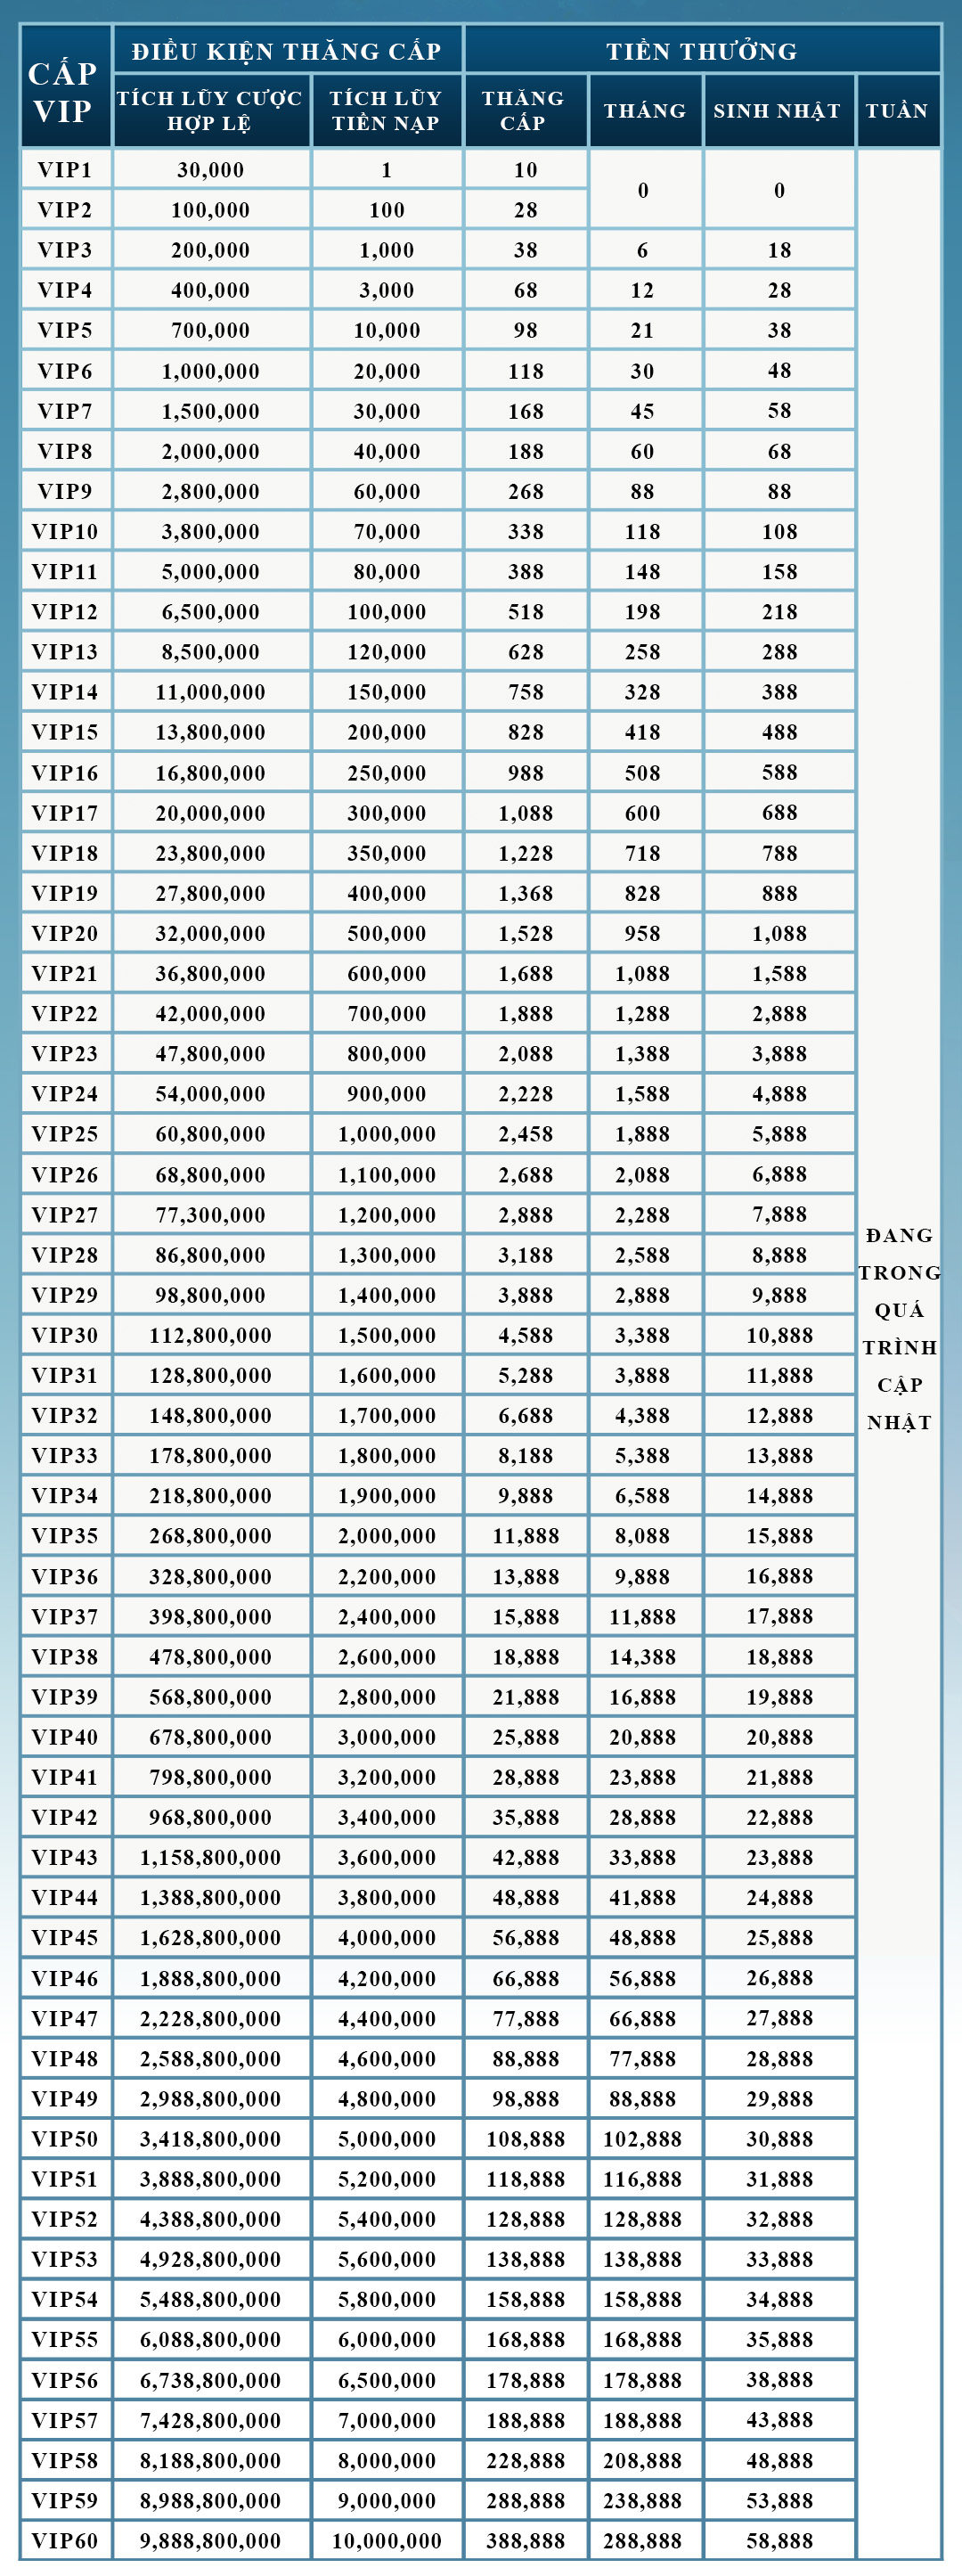 CẤP VIP ĐIỀU KIỆN THĂNG CẤP TIỀN THƯỞNG
TÍCH LŨY CƯỢC HỢP LỆ TÍCH LŨY TIỀN NẠP THĂNG CẤP THÁNG SINH NHẬT TUẦN
VIP1 30,000 1 10 0 0
VIP2 100,000 100 28
VIP3 200,000 1,000 38 6 18
VIP4 400,000 3,000 68 12 28
VIP5 700,000 10,000 98 21 38
VIP6 1,000,000 20,000 118 30 48
VIP7 1,500,000 30,000 168 45 58
VIP8 2,000,000 40,000 188 60 68
VIP9 2,800,000 60,000 268 88 88
VIP10 3,800,000 70,000 338 118 108
VIP11 5,000,000 80,000 388 148 158
VIP12 6,500,000 100,000 518 198 218
VIP13 8,500,000 120,000 628 258 288
VIP14 11,000,000 150,000 758 328 388
VIP15 13,800,000 200,000 828 418 488
VIP16 16,800,000 250,000 988 508 588
VIP17 20,000,000 300,000 1,088 600 688
VIP18 23,800,000 350,000 1,228 718 788
VIP19 27,800,000 400,000 1,368 828 888
VIP20 32,000,000 500,000 1,528 958 1,088
VIP21 36,800,000 600,000 1,688 1,088 1,588
VIP22 42,000,000 700,000 1,888 1,288 2,888
VIP23 47,800,000 800,000 2,088 1,388 3,888
VIP24 54,000,000 900,000 2,228 1,588 4,888
VIP25 60,800,000 1,000,000 2,458 1,888 5,888
VIP26 68,800,000 1,100,000 2,688 2,088 6,888
VIP27 77,300,000 1,200,000 2,888 2,288 7,888
VIP28 86,800,000 1,300,000 3,188 2,588 8,888
VIP29 98,800,000 1,400,000 3,888 2,888 9,888
VIP30 112,800,000 1,500,000 4,588 3,388 10,888
VIP31 128,800,000 1,600,000 5,288 3,888 11,888
VIP32 148,800,000 1,700,000 6,688 4,388 12,888
VIP33 178,800,000 1,800,000 8,188 5,388 13,888
VIP34 218,800,000 1,900,000 9,888 6,588 14,888
VIP35 268,800,000 2,000,000 11,888 8,088 15,888
VIP36 328,800,000 2,200,000 13,888 9,888 16,888
VIP37 398,800,000 2,400,000 15,888 11,888 17,888
VIP38 478,800,000 2,600,000 18,888 14,388 18,888
VIP39 568,800,000 2,800,000 21,888 16,888 19,888
VIP40 678,800,000 3,000,000 25,888 20,888 20,888
VIP41 798,800,000 3,200,000 28,888 23,888 21,888
VIP42 968,800,000 3,400,000 35,888 28,888 22,888
VIP43 1,158,800,000 3,600,000 42,888 33,888 23,888
VIP44 1,388,800,000 3,800,000 48,888 41,888 24,888
VIP45 1,628,800,000 4,000,000 56,888 48,888 25,888
VIP46 1,888,800,000 4,200,000 66,888 56,888 26,888
VIP47 2,228,800,000 4,400,000 77,888 66,888 27,888
VIP48 2,588,800,000 4,600,000 88,888 77,888 28,888
VIP49 2,988,800,000 4,800,000 98,888 88,888 29,888
VIP50 3,418,800,000 5,000,000 108,888 102,888 30,888
VIP51 3,888,800,000 5,200,000 118,888 116,888 31,888
VIP52 4,388,800,000 5,400,000 128,888 128,888 32,888
VIP53 4,928,800,000 5,600,000 138,888 138,888 33,888
VIP54 5,488,800,000 5,800,000 158,888 158,888 34,888
VIP55 6,088,800,000 6,000,000 168,888 168,888 35,888
VIP56 6,738,800,000 6,500,000 178,888 178,888 38,888
VIP57 7,428,800,000 7,000,000 188,888 188,888 43,888
VIP58 8,188,800,000 8,000,000 228,888 208,888 48,888
VIP59 8,988,800,000 9,000,000 288,888 238,888 53,888
VIP60 9,888,800,000 10,000,000 388,888 288,888 58,888
ĐANG
TRONG
QUÁ
TRÌNH
CẬP
NHẬT